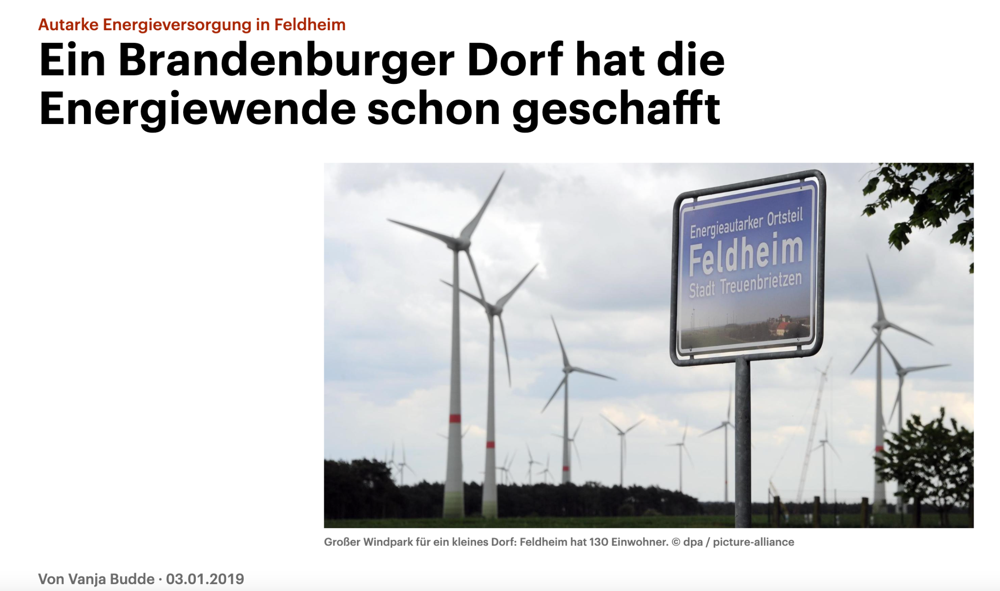 Autarke Energieversorgung in Feldheim
Ein Brandenburger Dorf hat die
Energiewende schon geschafft
Energieautarker Ortsteil
Feldheim
Stadt Treuenbrietzen
Großer Windpark für ein kleines Dorf: Feldheim hat 130 Einwohner. © dpa / picture-alliance
Von Vanja Budde · 03.01.2019